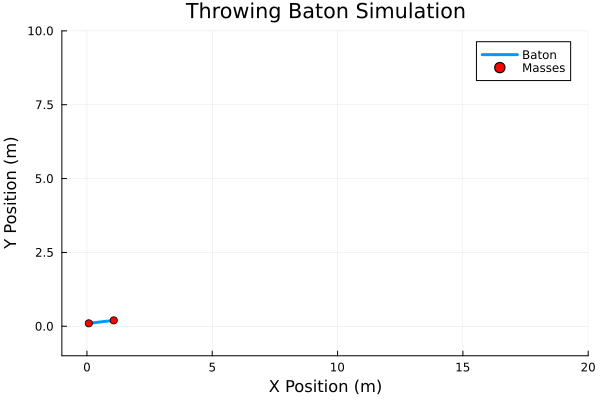 Throwing Baton Simulation
10.0
7.5
5.0
2.5
0.0
Y Position (m)
Baton
Masses
0 5 10 15 20
X Position (m)